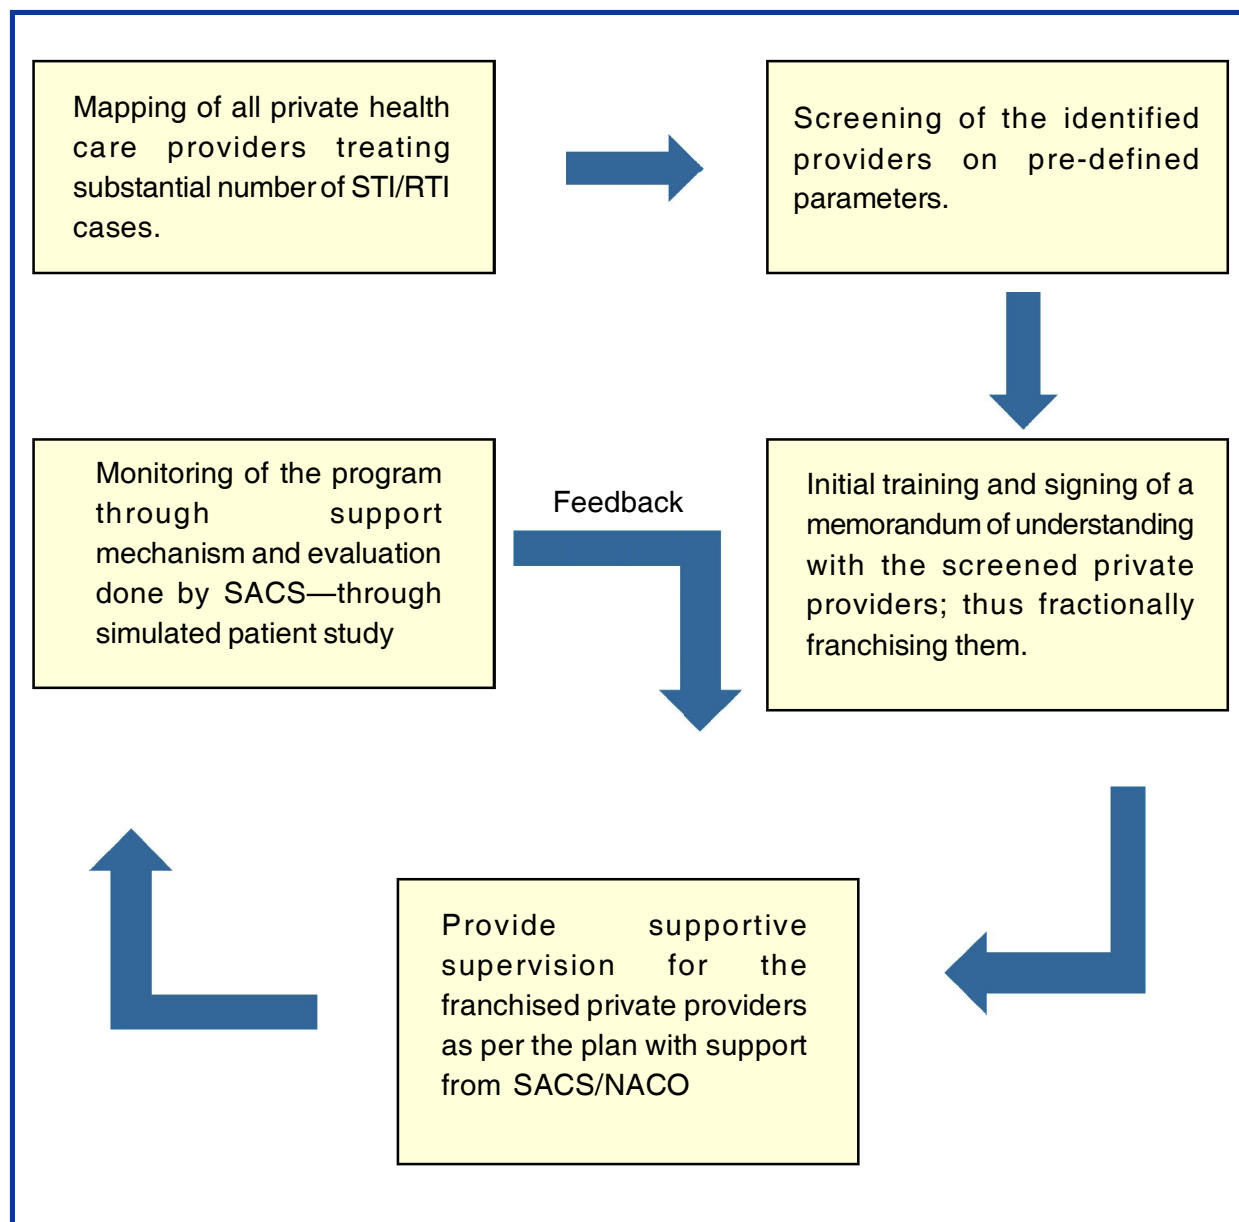 Mapping of all private health
care providers treating
substantial number of STI/RTI
cases.
Screening of the identified
providers on pre-defined
parameters.
Initial training and signing of a
memorandum of understanding
with the screened private
providers; thus fractionally
franchising them.
Provide supportive
supervision for the
franchised private providers
as per the plan with support
from SACS/NACO
Monitoring of the program
through support
mechanism and evaluation
done by SACS—through
simulated patient study
Feedback